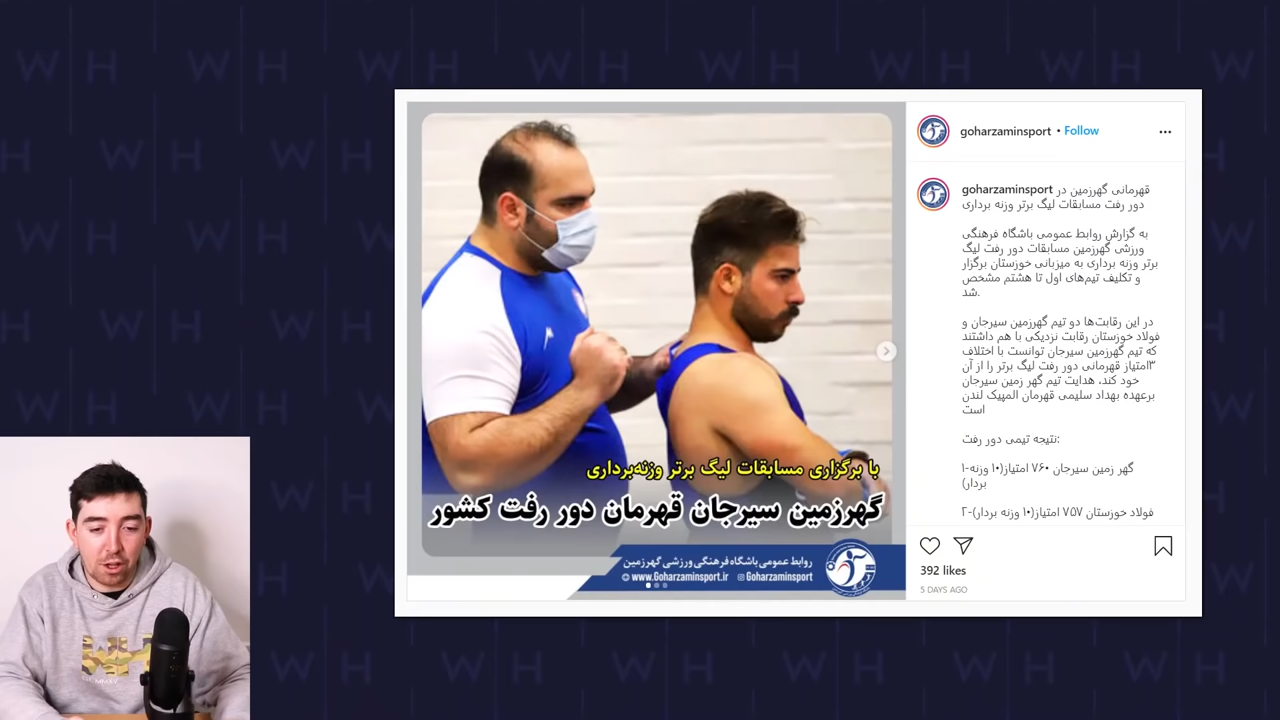 با برگزاری مسابقات لیگ برتر وزنه‌برداری
گهرزمین سیرجان قهرمان دور رفت کشور
روابط عمومی باشگاه فرهنگی ورزشی گهرزمین
www.Goharzaminsport.ir Goharzaminsport
goharzaminsport • Follow
goharzaminsport قهرمانی گهرزمین در
دور رفت مسابقات لیگ برتر وزنه برداری
به گزارش روابط عمومی باشگاه فرهنگی
ورزشی گهرزمین مسابقات دور رفت لیگ
برتر وزنه برداری به میزبانی خوزستان برگزار
و تکلیف تیم‌های اول تا هشتم مشخص
شد.
در این رقابت‌ها دو تیم گهرزمین سیرجان و
فولاد خوزستان رقابت نزدیکی با هم داشتند
که تیم گهرزمین سیرجان توانست با اختلاف
۳امتیاز قهرمانی دور رفت لیگ برتر را از آن
خود کند، هدایت تیم گهر زمین سیرجان
برعهده بهداد سلیمی قهرمان المپیک لندن
است
نتیجه تیمی دور رفت:
۱-گهر زمین سیرجان ۷۶۰ امتیاز(۱۰ وزنه
بردار)
۲-فولاد خوزستان ۷۵۷ امتیاز(۱۰ وزنه بردار)
392 likes
5 DAYS AGO